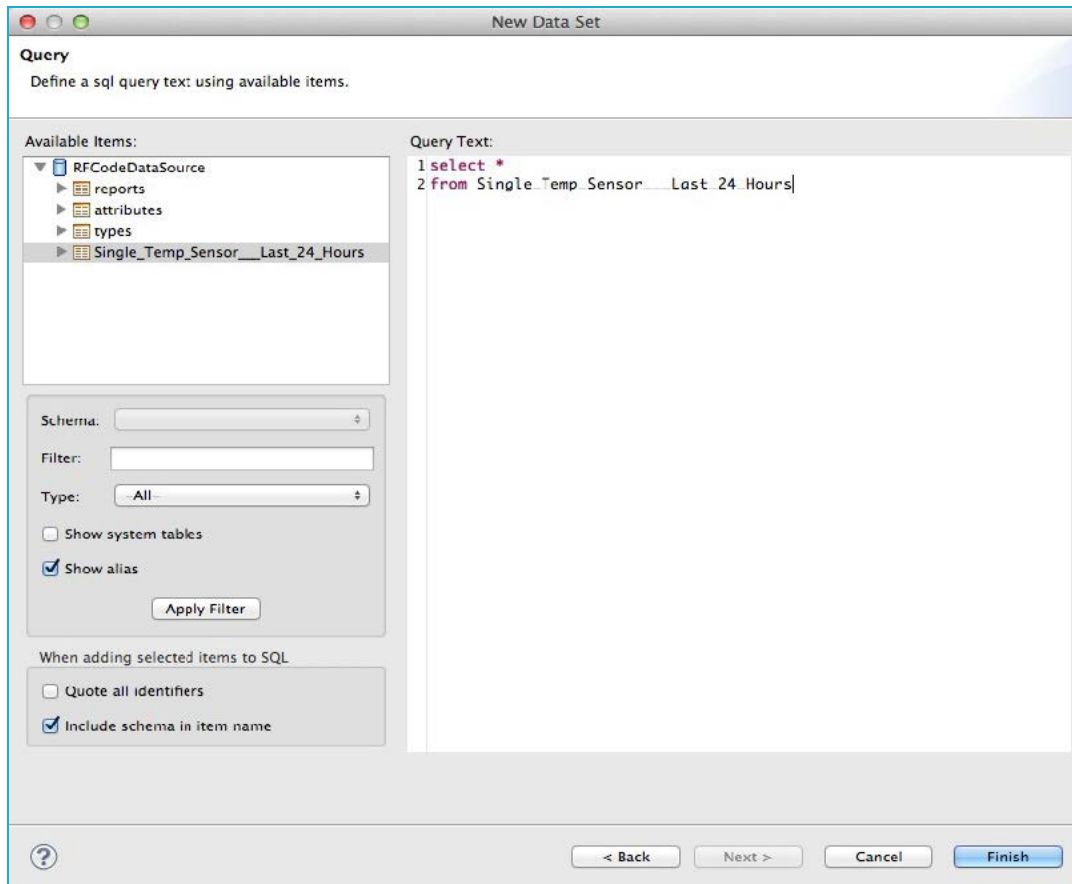 New Data Set
Query
Define a sql query text using available items.
Available Items:
RFCodeDataSource
reports
attributes
types
Single_Temp_Sensor___Last_24_Hours
Schema:
Filter:
Type:
-All-
Show system tables
Show alias
Apply Filter
When adding selected items to SQL
Quote all identifiers
Include schema in item name
Query Text:
1 select *
2 from Single_Temp_Sensor___Last_24_Hours
?
< Back
Next >
Cancel
Finish